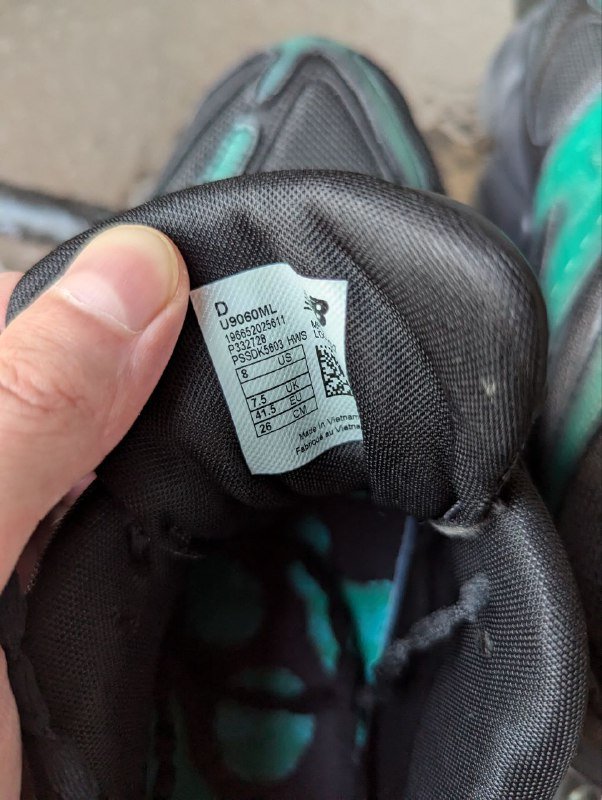 D
U9060ML
196652025611
P332728
PSSDK5603 HWS
8 US
7.5 UK
41.5 EU
26 CM
Made in Vietnam
Fabriqué au Vietnam